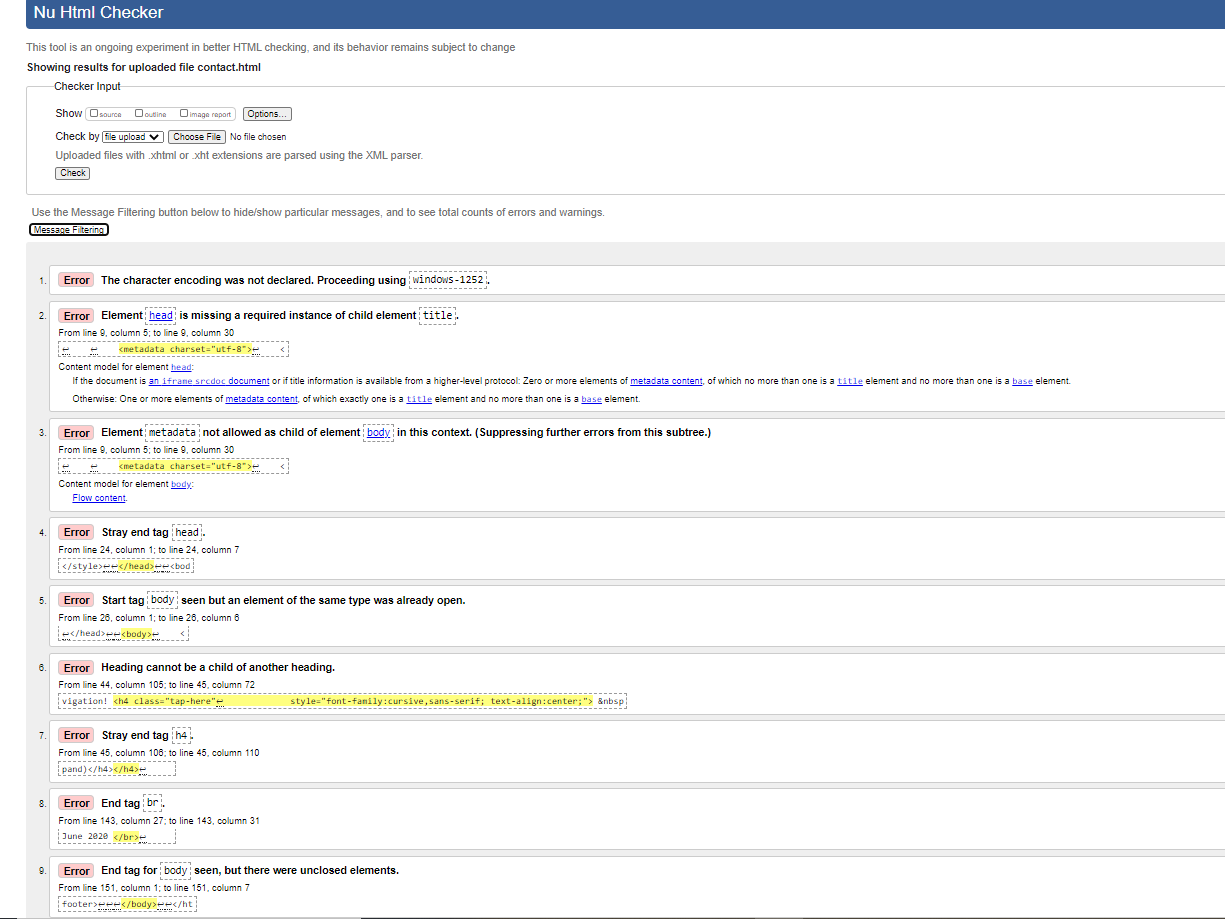 Nu Html Checker
This tool is an ongoing experiment in better HTML checking, and its behavior remains subject to change
Showing results for uploaded file contact.html
Checker Input
Show source outline image report Options...
Check by file upload Choose File No file chosen
Uploaded files with .xhtml or .xht extensions are parsed using the XML parser.
Check
Use the Message Filtering button below to hide/show particular messages, and to see total counts of errors and warnings.
Message Filtering
1. Error The character encoding was not declared. Proceeding using windows-1252.
2. Error Element head is missing a required instance of child element title.
From line 9, column 5; to line 9, column 30
↩ ↩ <metadata charset="utf-8">↩ <
Content model for element head:
If the document is an iframe srcdoc document or if title information is available from a higher-level protocol: Zero or more elements of metadata content, of which no more than one is a title element and no more than one is a base element.
Otherwise: One or more elements of metadata content, of which exactly one is a title element and no more than one is a base element.
3. Error Element metadata not allowed as child of element body in this context. (Suppressing further errors from this subtree.)
From line 9, column 5; to line 9, column 30
↩ ↩ <metadata charset="utf-8">↩ <
Content model for element body:
Flow content.
4. Error Stray end tag head.
From line 24, column 1; to line 24, column 7
</style>↩↩</head>↩↩<bod
5. Error Start tag body seen but an element of the same type was already open.
From line 26, column 1; to line 26, column 6
↩</head>↩↩<body>↩ <
6. Error Heading cannot be a child of another heading.
From line 44, column 105; to line 45, column 72
vigation! <h4 class="tap-here"↩ style="font-family:cursive,sans-serif; text-align:center;"> &nbsp
7. Error Stray end tag h4.
From line 45, column 106; to line 45, column 110
pand)</h4></h4>↩
8. Error End tag br.
From line 143, column 27; to line 143, column 31
June 2020 </br>↩
9. Error End tag for body seen, but there were unclosed elements.
From line 151, column 1; to line 151, column 7
footer>↩↩↩</body>↩↩</ht